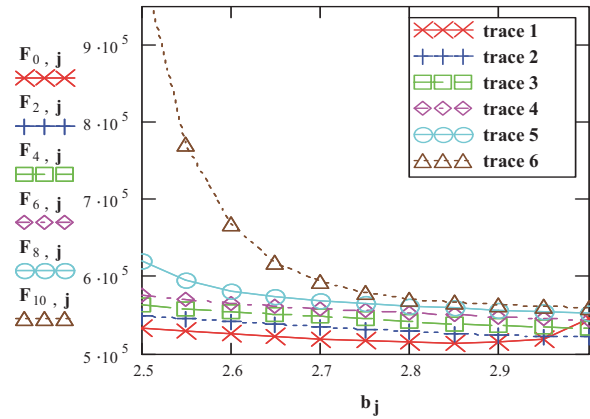 F0 , j
F2 , j
F4 , j
F6 , j
F8 , j
F10 , j
9·10^5
8·10^5
7·10^5
6·10^5
5·10^5
2.5 2.6 2.7 2.8 2.9
bj
trace 1
trace 2
trace 3
trace 4
trace 5
trace 6